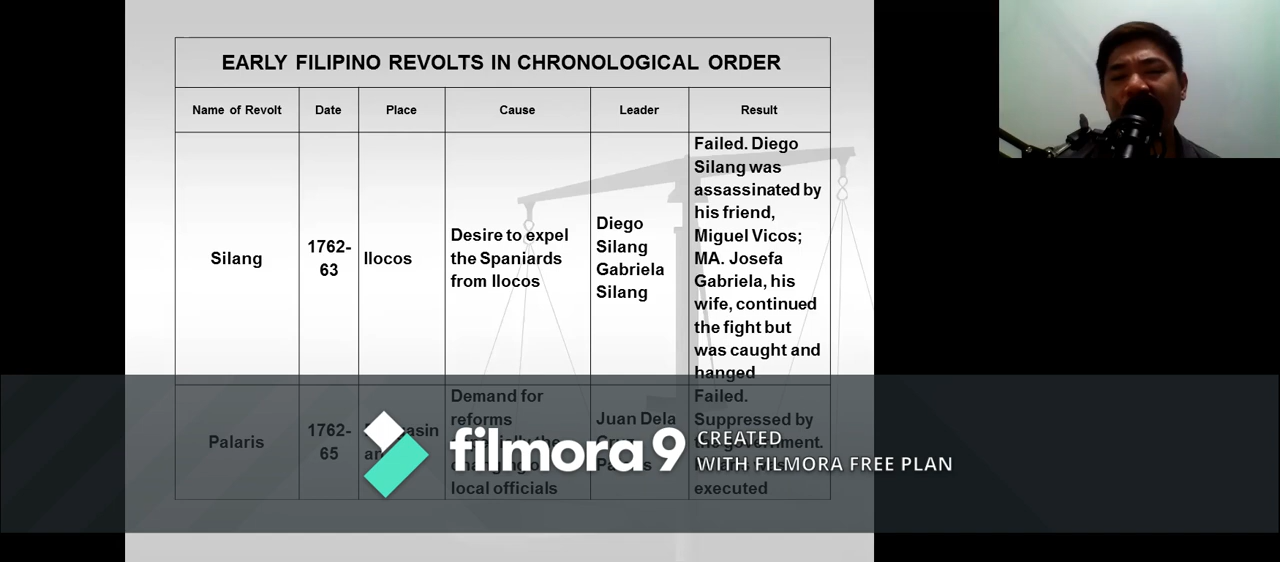 EARLY FILIPINO REVOLTS IN CHRONOLOGICAL ORDER
Name of Revolt Date Place Cause Leader Result
Silang
1762-
63
Ilocos
Desire to expel
the Spaniards
from Ilocos
Diego
Silang
Gabriela
Silang
Failed. Diego
Silang was
assassinated by
his friend,
Miguel Vicos;
MA. Josefa
Gabriela, his
wife, continued
the fight but
was caught and
hanged
Palaris
1762-
65
Demand for
reforms
local officials
Juan Dela
Failed.
Suppressed by
government.
executed
filmora 9 CREATED
WITH FILMORA FREE PLAN